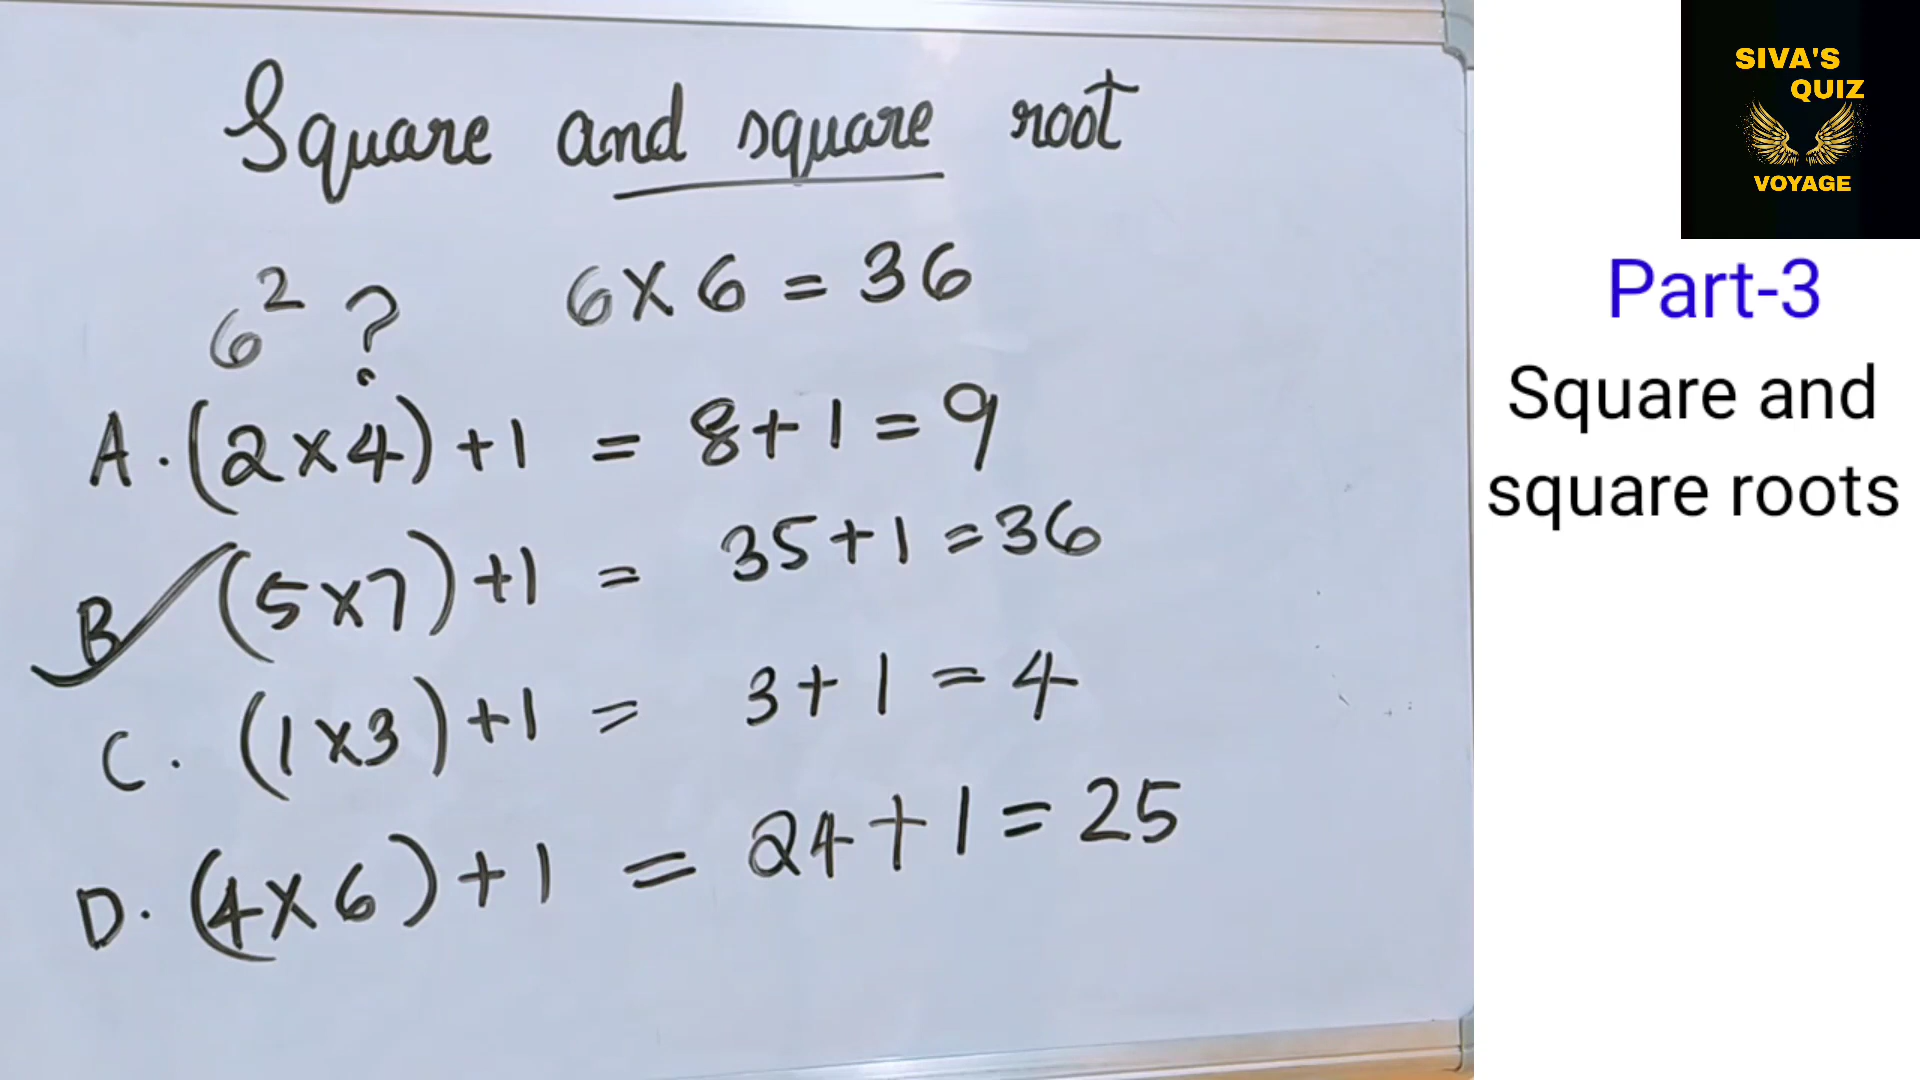 Square and square root
6² ? 6 x 6 = 36
A. (2 x 4) + 1 = 8 + 1 = 9
B (5 x 7) + 1 = 35 + 1 = 36
C. (1 x 3) + 1 = 3 + 1 = 4
D. (4 x 6) + 1 = 24 + 1 = 25
SIVA'S
QUIZ
VOYAGE
Part-3
Square and
square roots